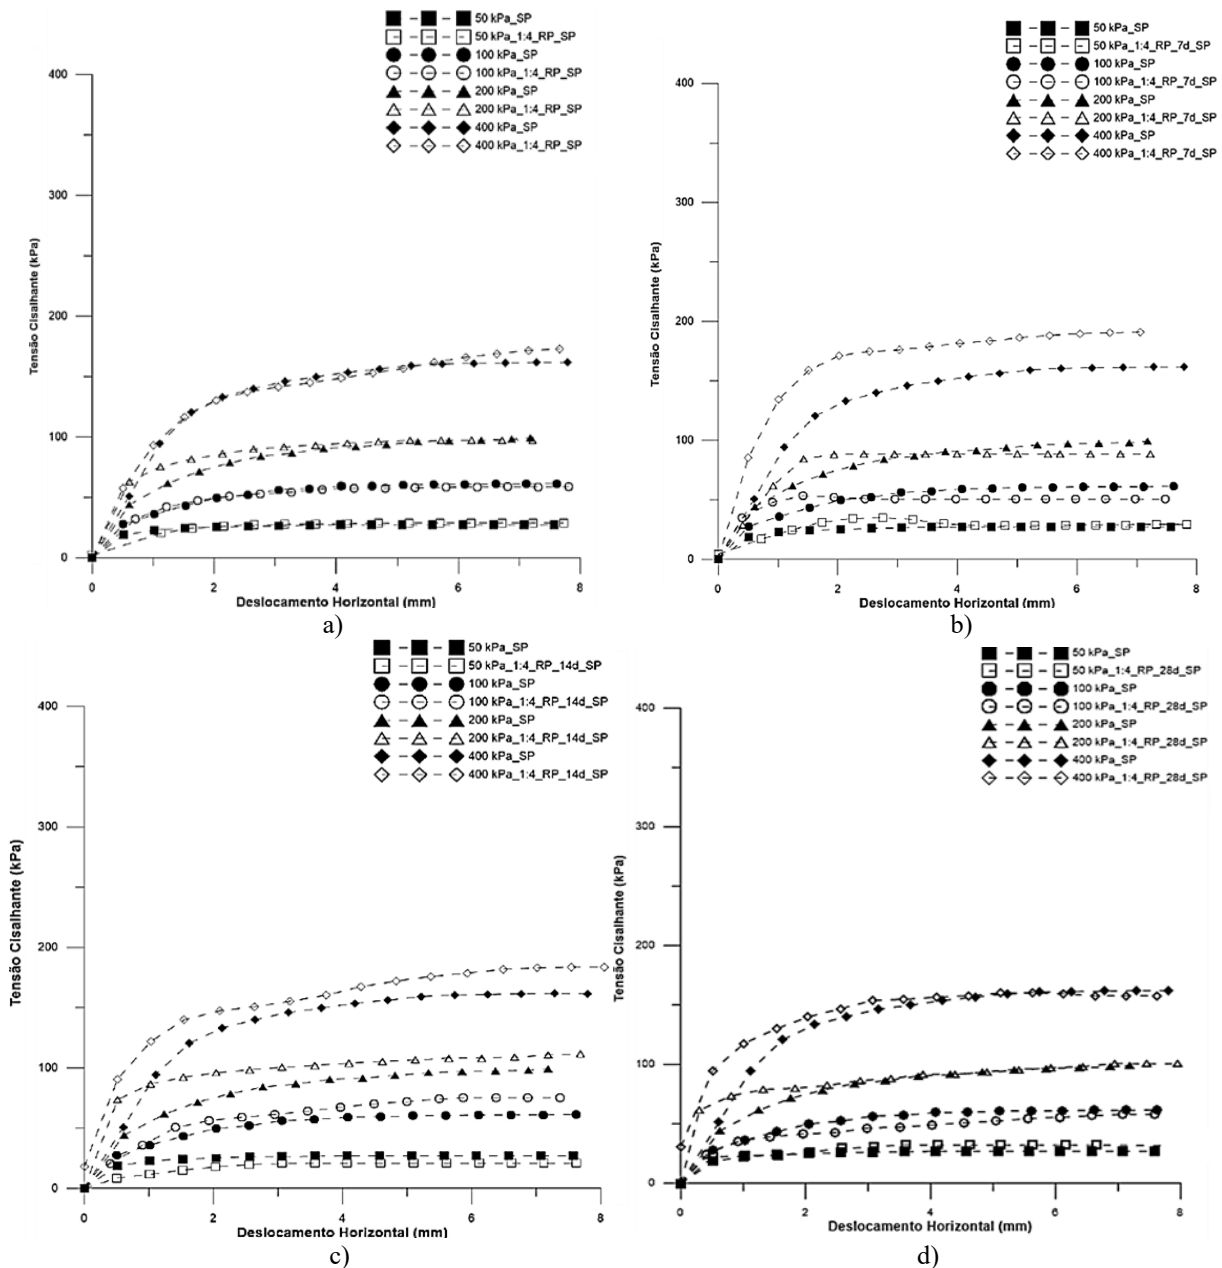 50 kPa_SP
50 kPa_1:4_RP_SP
100 kPa_SP
100 kPa_1:4_RP_SP
200 kPa_SP
200 kPa_1:4_RP_SP
400 kPa_SP
400 kPa_1:4_RP_SP
400
300
200
100
0
Tensão Cisalhante (kPa)
0 2 4 6 8
Deslocamento Horizontal (mm)
a)
50 kPa_SP
50 kPa_1:4_RP_7d_SP
100 kPa_SP
100 kPa_1:4_RP_7d_SP
200 kPa_SP
200 kPa_1:4_RP_7d_SP
400 kPa_SP
400 kPa_1:4_RP_7d_SP
400
300
200
100
0
Tensão Cisalhante (kPa)
0 2 4 6 8
Deslocamento Horizontal (mm)
b)
50 kPa_SP
50 kPa_1:4_RP_14d_SP
100 kPa_SP
100 kPa_1:4_RP_14d_SP
200 kPa_SP
200 kPa_1:4_RP_14d_SP
400 kPa_SP
400 kPa_1:4_RP_14d_SP
400
300
200
100
0
Tensão Cisalhante (kPa)
0 2 4 6 8
Deslocamento Horizontal (mm)
c)
50 kPa_SP
50 kPa_1:4_RP_28d_SP
100 kPa_SP
100 kPa_1:4_RP_28d_SP
200 kPa_SP
200 kPa_1:4_RP_28d_SP
400 kPa_SP
400 kPa_1:4_RP_28d_SP
400
300
200
100
0
Tensão Cisalhante (kPa)
0 2 4 6 8
Deslocamento Horizontal (mm)
d)